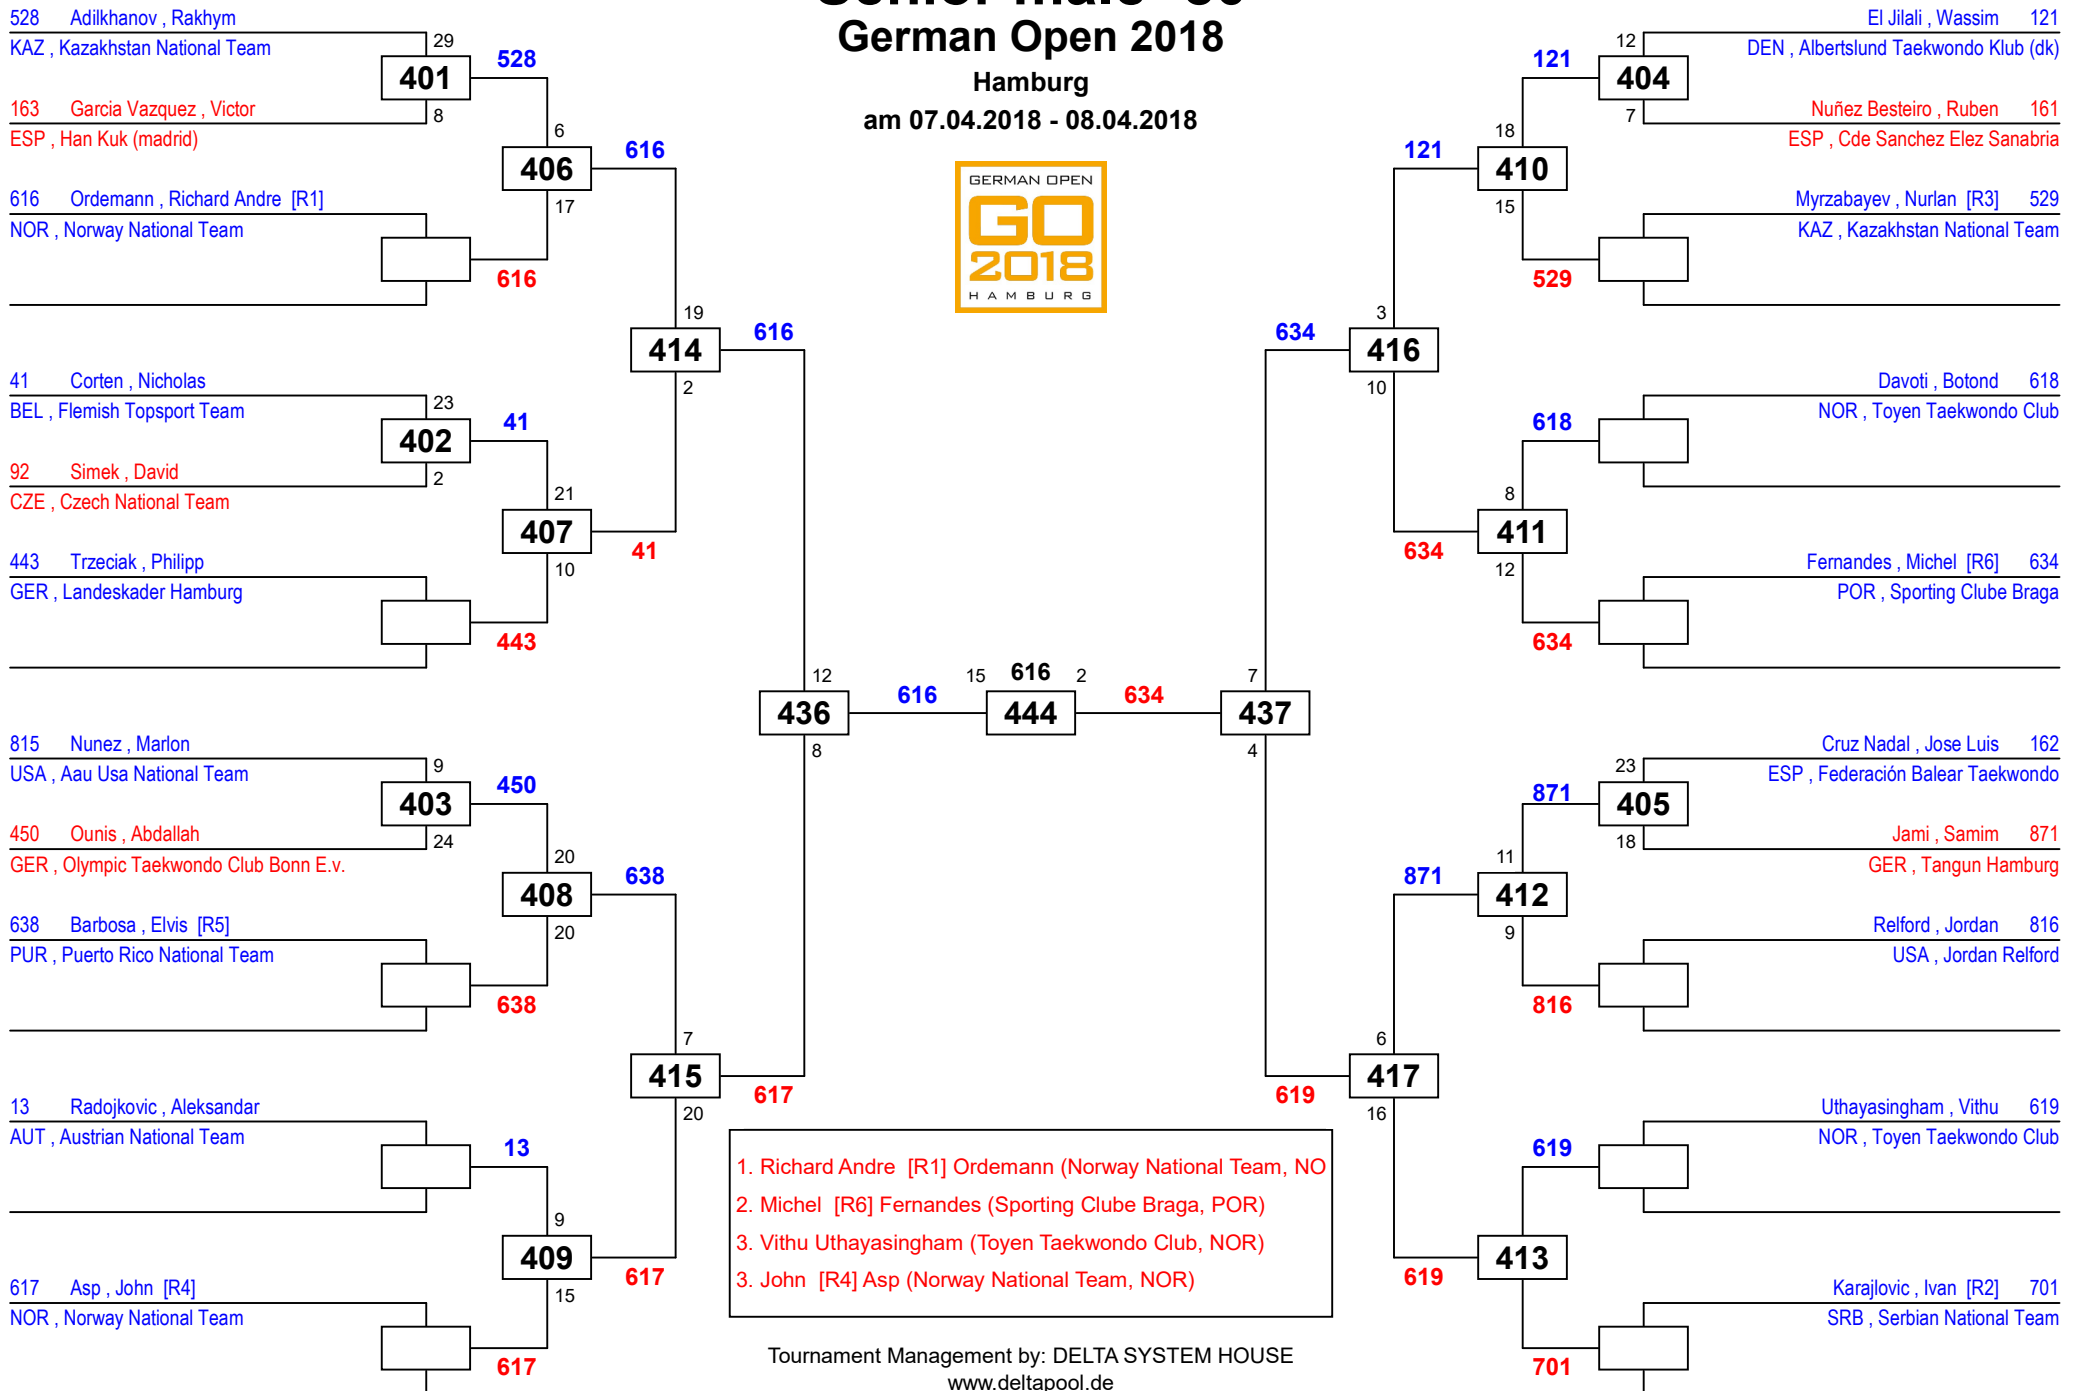 German Open 2018
Hamburg
am 07.04.2018 - 08.04.2018
GERMAN OPEN
GO
2018
HAMBURG
528 Adilkhanov , Rakhym
KAZ , Kazakhstan National Team
29
401
528
8
163 Garcia Vazquez , Victor
ESP , Han Kuk (madrid)
6
406
616
17
616 Ordemann , Richard Andre [R1]
NOR , Norway National Team
616
19
414
616
2
41 Corten , Nicholas
BEL , Flemish Topsport Team
23
402
41
2
92 Simek , David
CZE , Czech National Team
21
407
41
10
443 Trzeciak , Philipp
GER , Landeskader Hamburg
443
12
436
616
8
815 Nunez , Marlon
USA , Aau Usa National Team
9
403
450
24
450 Ounis , Abdallah
GER , Olympic Taekwondo Club Bonn E.v.
20
408
638
20
638 Barbosa , Elvis [R5]
PUR , Puerto Rico National Team
638
7
415
617
20
13 Radojkovic , Aleksandar
AUT , Austrian National Team
13
9
409
617
15
617 Asp , John [R4]
NOR , Norway National Team
617
15 616 2
444
634
El Jilali , Wassim 121
DEN , Albertslund Taekwondo Klub (dk)
12
121
404
7
Nuñez Besteiro , Ruben 161
ESP , Cde Sanchez Elez Sanabria
18
121
410
15
Myrzabayev , Nurlan [R3] 529
KAZ , Kazakhstan National Team
529
3
634
416
10
Davoti , Botond 618
NOR , Toyen Taekwondo Club
618
8
411
634
12
Fernandes , Michel [R6] 634
POR , Sporting Clube Braga
634
7
437
4
Cruz Nadal , Jose Luis 162
ESP , Federación Balear Taekwondo
23
871
405
18
Jami , Samim 871
GER , Tangun Hamburg
11
871
412
9
Relford , Jordan 816
USA , Jordan Relford
816
6
417
619
16
Uthayasingham , Vithu 619
NOR , Toyen Taekwondo Club
619
413
619
Karajlovic , Ivan [R2] 701
SRB , Serbian National Team
701
1. Richard Andre [R1] Ordemann (Norway National Team, NO
2. Michel [R6] Fernandes (Sporting Clube Braga, POR)
3. Vithu Uthayasingham (Toyen Taekwondo Club, NOR)
3. John [R4] Asp (Norway National Team, NOR)
Tournament Management by: DELTA SYSTEM HOUSE
www.deltapool.de